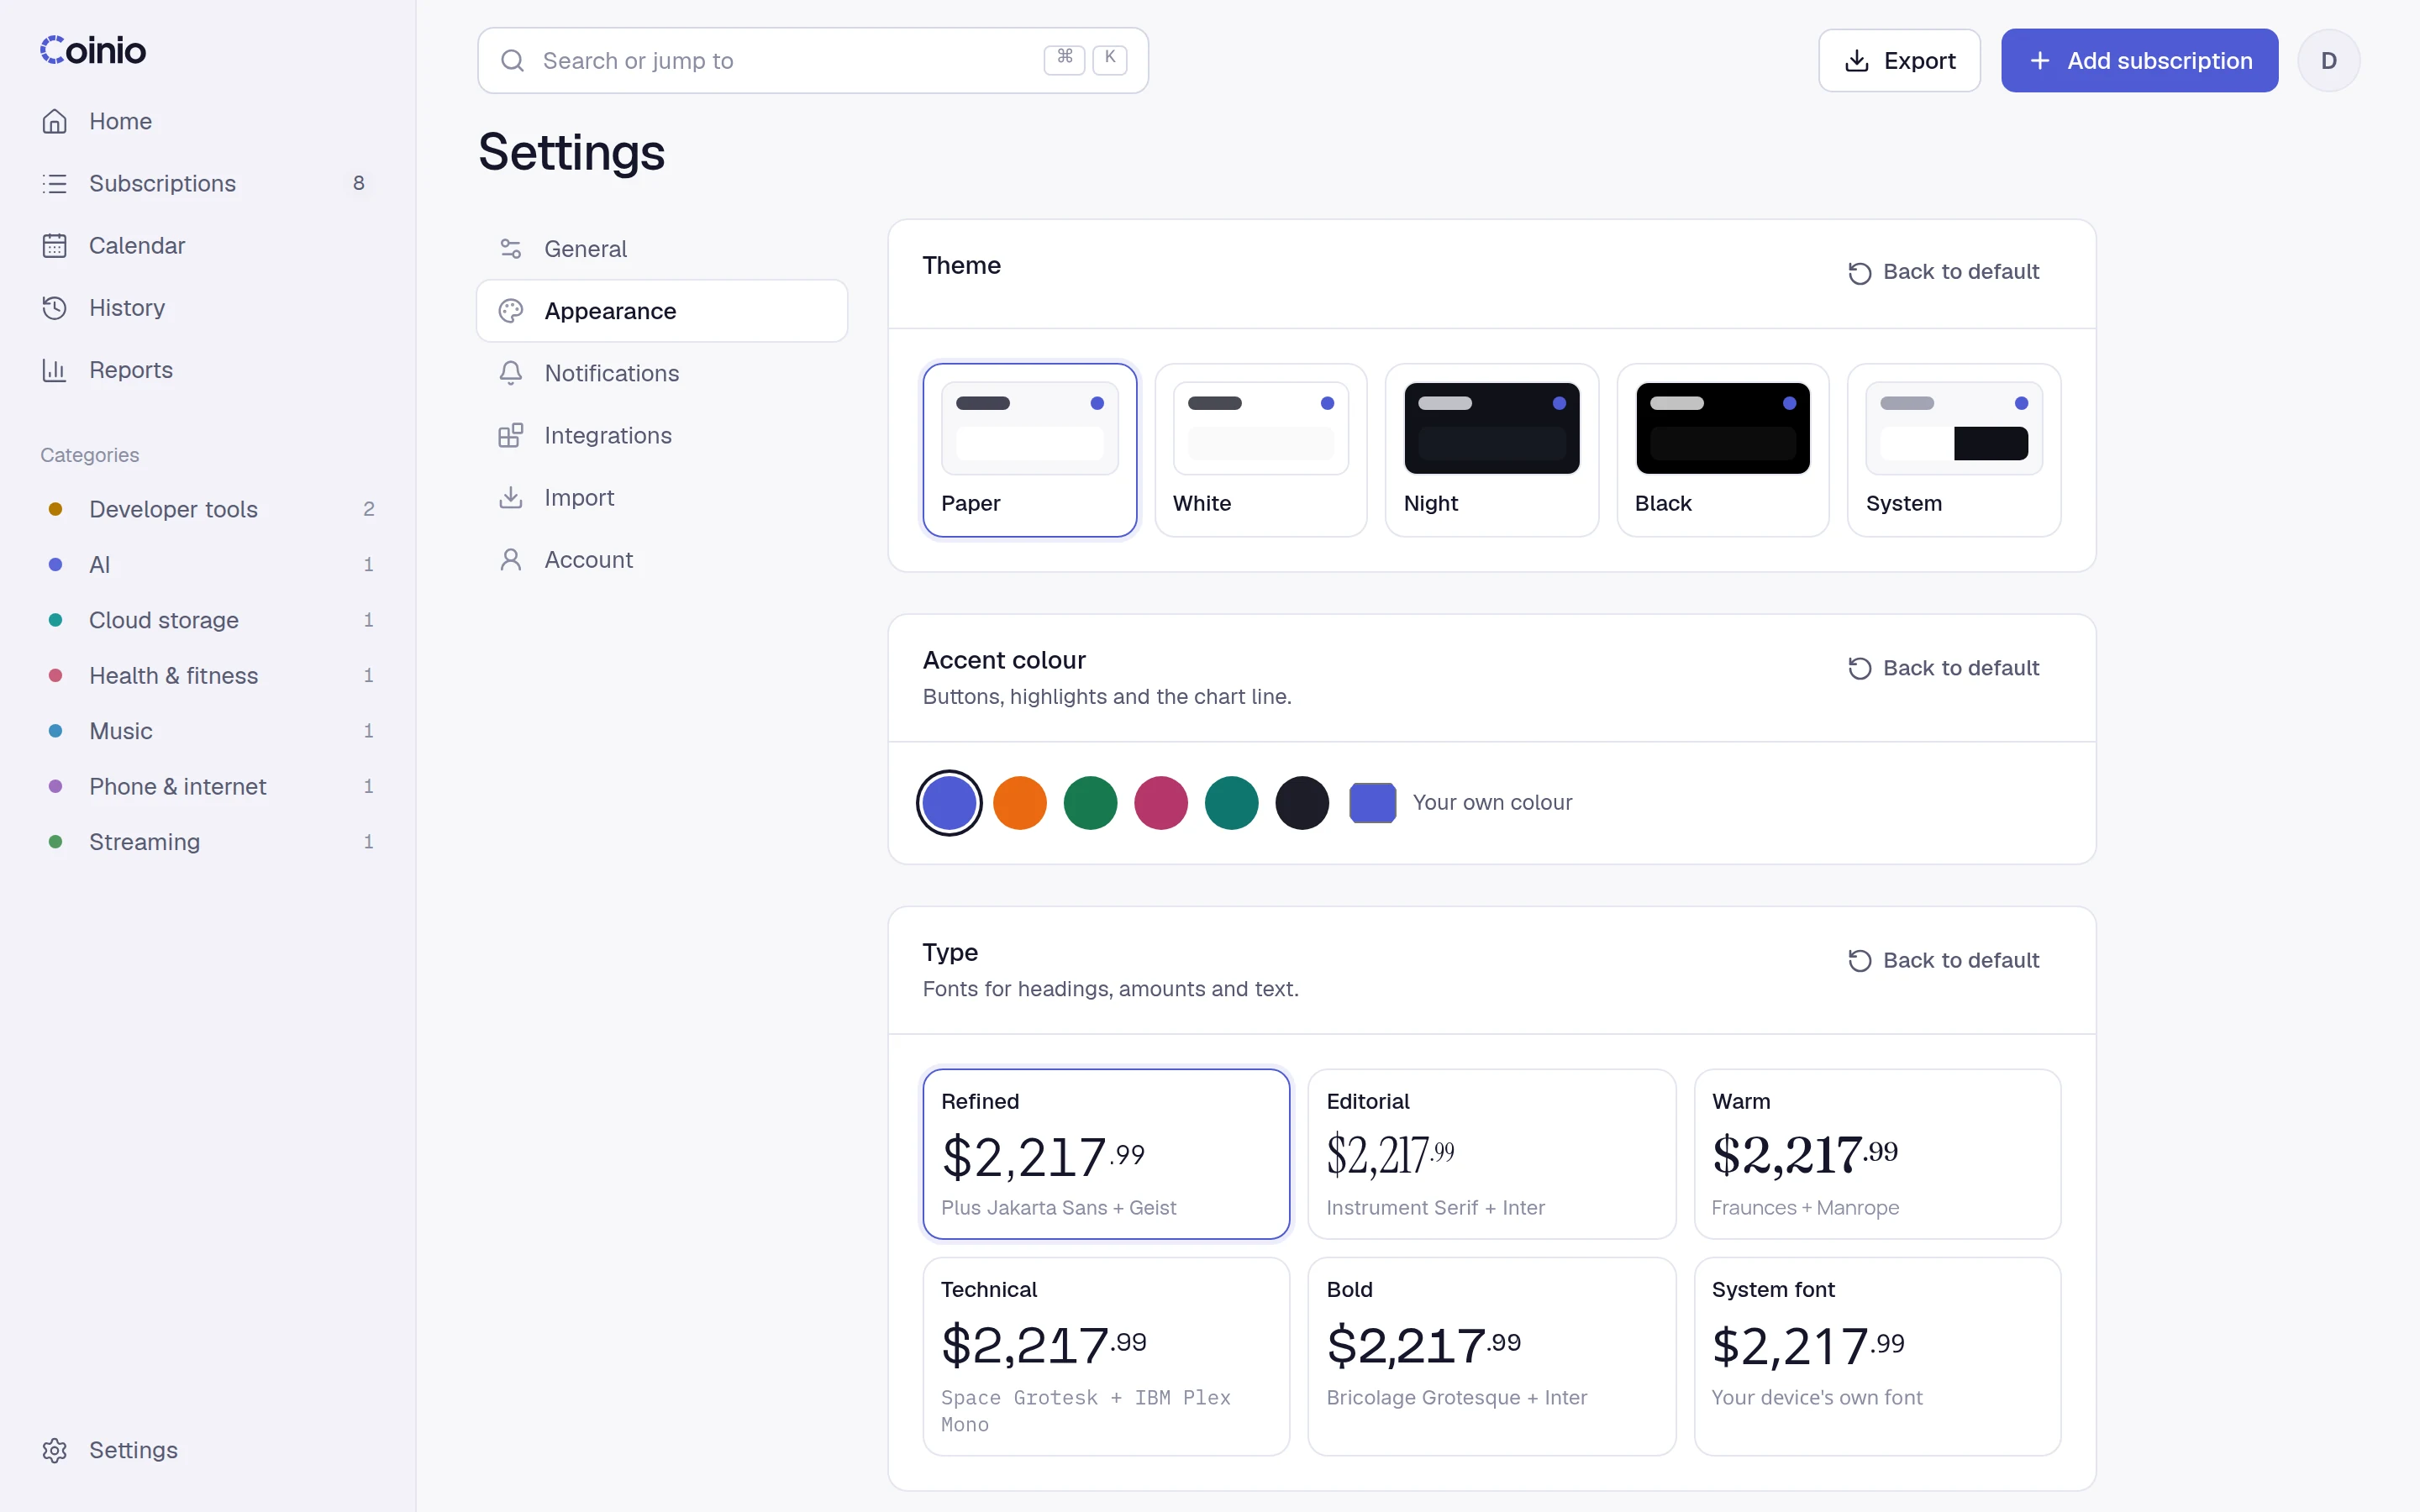 Coinio
Home
Subscriptions 8
Calendar
History
Reports
Categories
Developer tools 2
AI 1
Cloud storage 1
Health & fitness 1
Music 1
Phone & internet 1
Streaming 1
Settings
Search or jump to ⌘ K
Export
Add subscription
D
Settings
General
Appearance
Notifications
Integrations
Import
Account
Theme
Back to default
Paper
White
Night
Black
System
Accent colour
Back to default
Buttons, highlights and the chart line.
Your own colour
Type
Back to default
Fonts for headings, amounts and text.
Refined
$2,217.99
Plus Jakarta Sans + Geist
Editorial
$2,217.99
Instrument Serif + Inter
Warm
$2,217.99
Fraunces + Manrope
Technical
$2,217.99
Space Grotesk + IBM Plex
Mono
Bold
$2,217.99
Bricolage Grotesque + Inter
System font
$2,217.99
Your device's own font